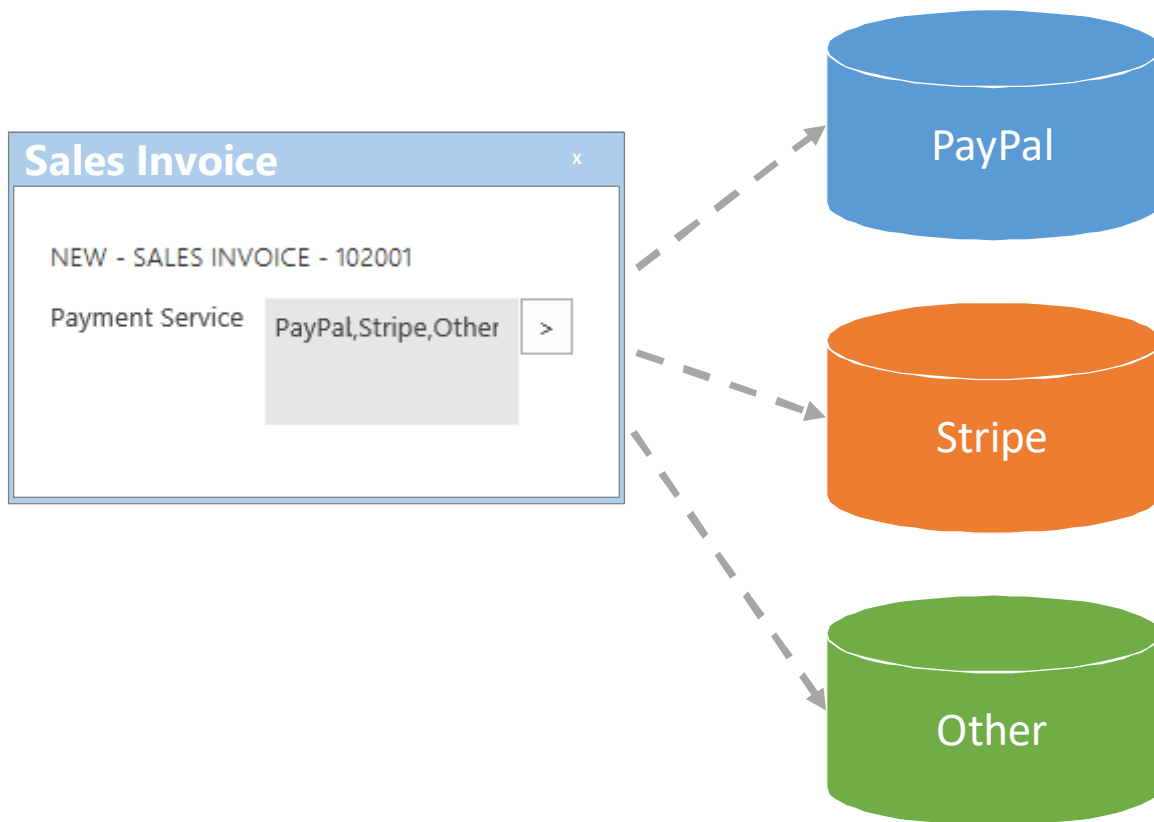 Sales Invoice x
NEW - SALES INVOICE - 102001
Payment Service PayPal,Stripe,Other >
PayPal
Stripe
Other